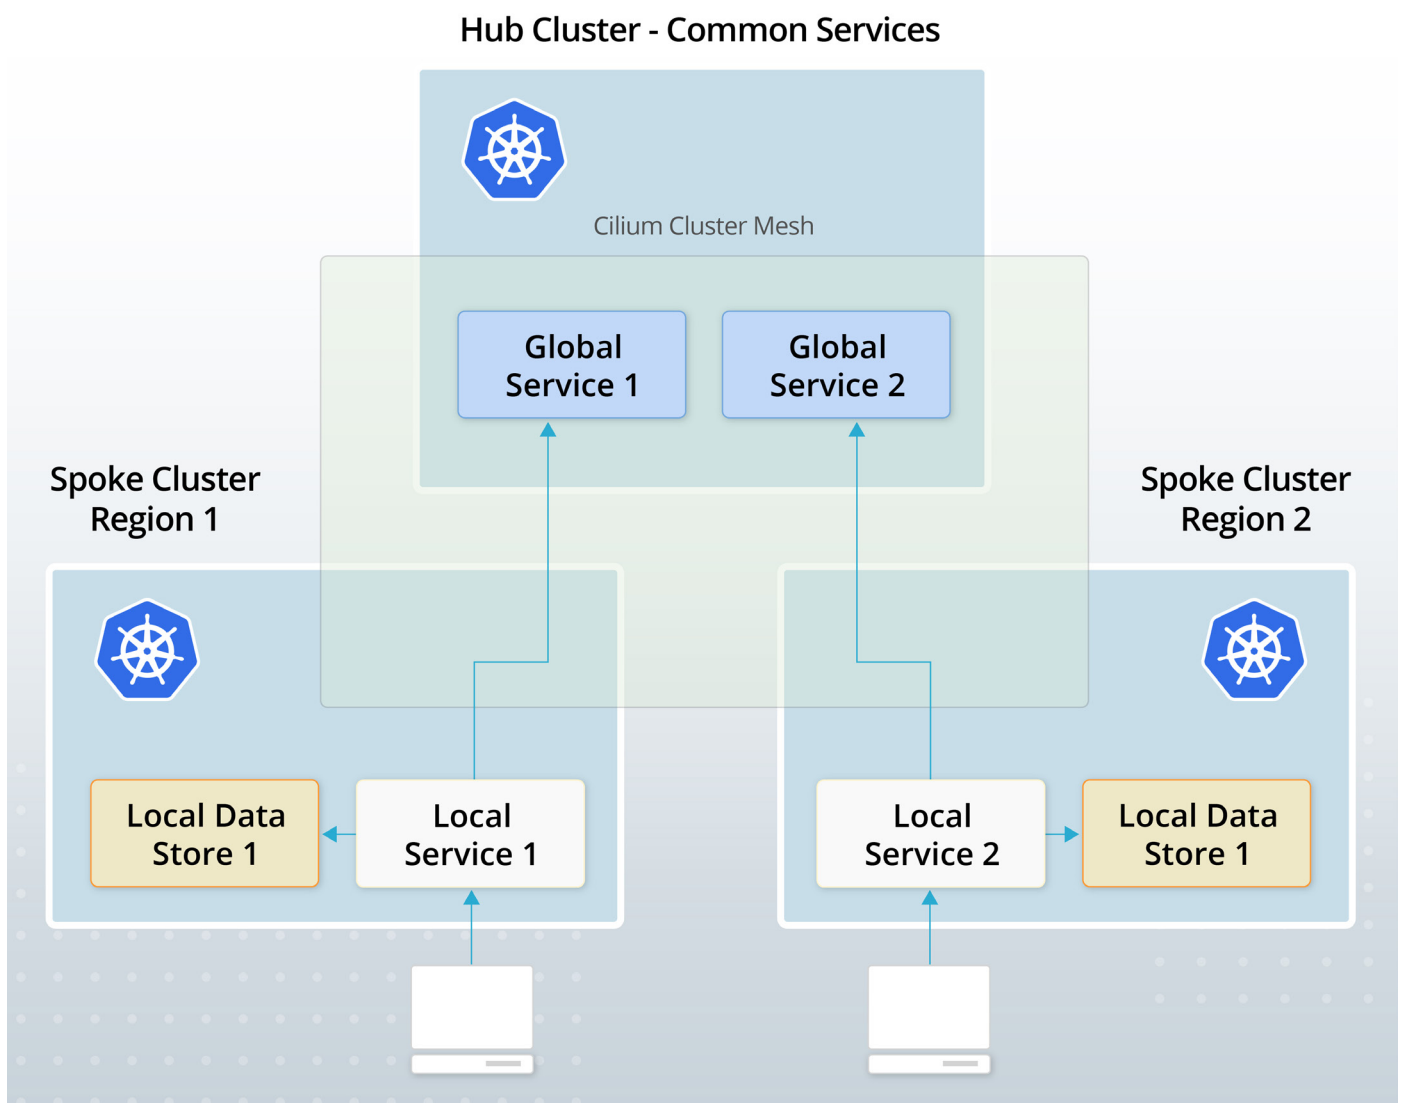 Hub Cluster - Common Services
Cilium Cluster Mesh
Global
Service 1
Global
Service 2
Spoke Cluster
Region 1
Spoke Cluster
Region 2
Local Data
Store 1
Local
Service 1
Local
Service 2
Local Data
Store 1